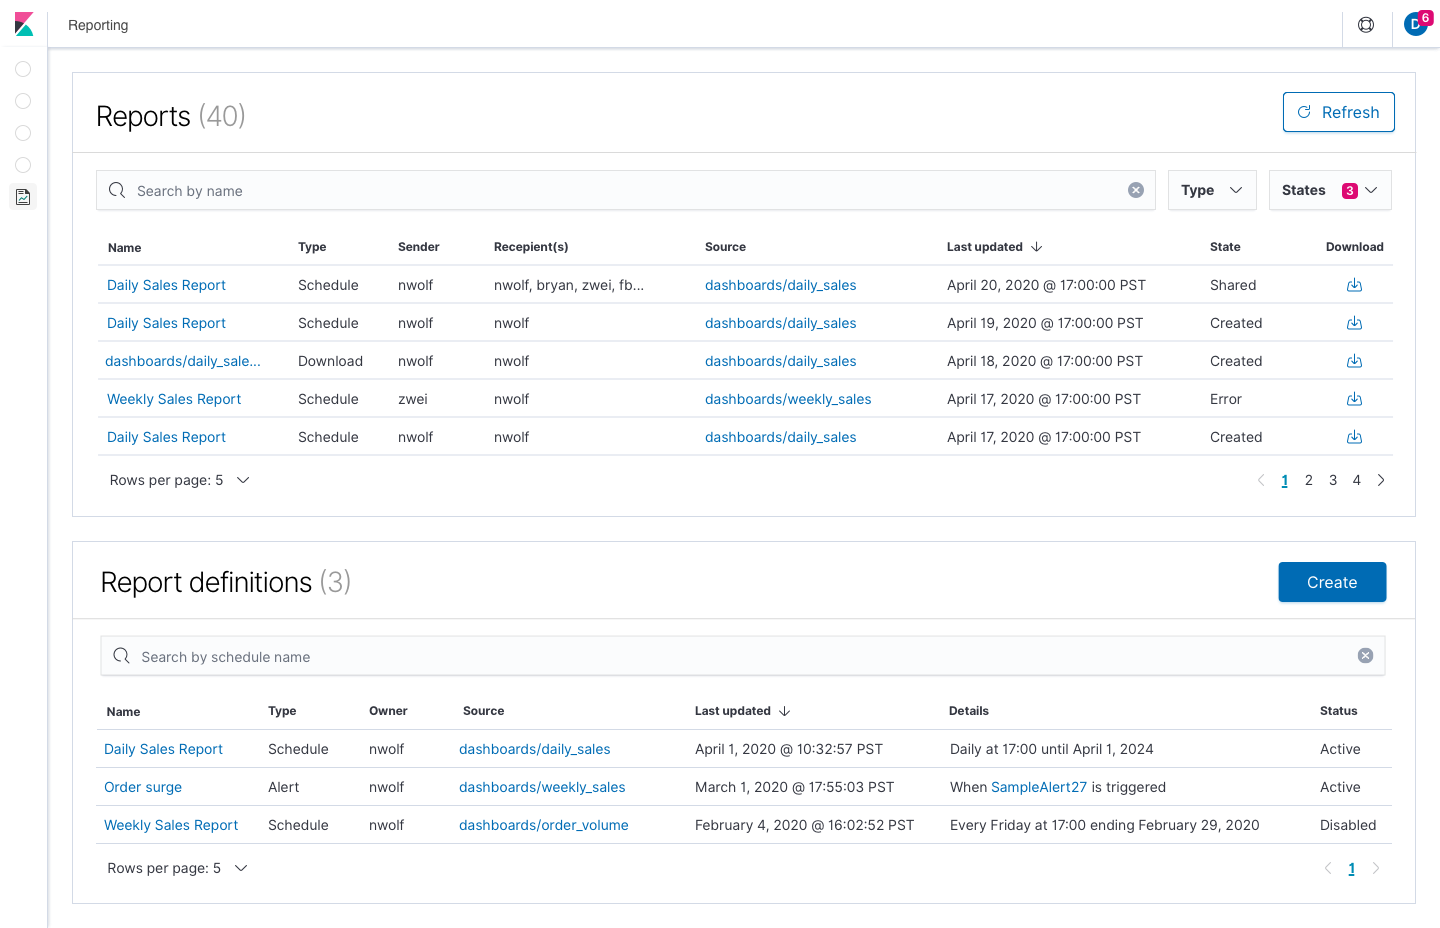 Reporting
D 6
Reports (40)
Refresh
Search by name
Type
States 3
Name Type Sender Recepient(s) Source Last updated State Download
Daily Sales Report Schedule nwolf nwolf, bryan, zwei, fb... dashboards/daily_sales April 20, 2020 @ 17:00:00 PST Shared
Daily Sales Report Schedule nwolf nwolf dashboards/daily_sales April 19, 2020 @ 17:00:00 PST Created
dashboards/daily_sale... Download nwolf nwolf dashboards/daily_sales April 18, 2020 @ 17:00:00 PST Created
Weekly Sales Report Schedule zwei nwolf dashboards/weekly_sales April 17, 2020 @ 17:00:00 PST Error
Daily Sales Report Schedule nwolf nwolf dashboards/daily_sales April 17, 2020 @ 17:00:00 PST Created
Rows per page: 5 1 2 3 4
Report definitions (3)
Create
Search by schedule name
Name Type Owner Source Last updated Details Status
Daily Sales Report Schedule nwolf dashboards/daily_sales April 1, 2020 @ 10:32:57 PST Daily at 17:00 until April 1, 2024 Active
Order surge Alert nwolf dashboards/weekly_sales March 1, 2020 @ 17:55:03 PST When SampleAlert27 is triggered Active
Weekly Sales Report Schedule nwolf dashboards/order_volume February 4, 2020 @ 16:02:52 PST Every Friday at 17:00 ending February 29, 2020 Disabled
Rows per page: 5 1